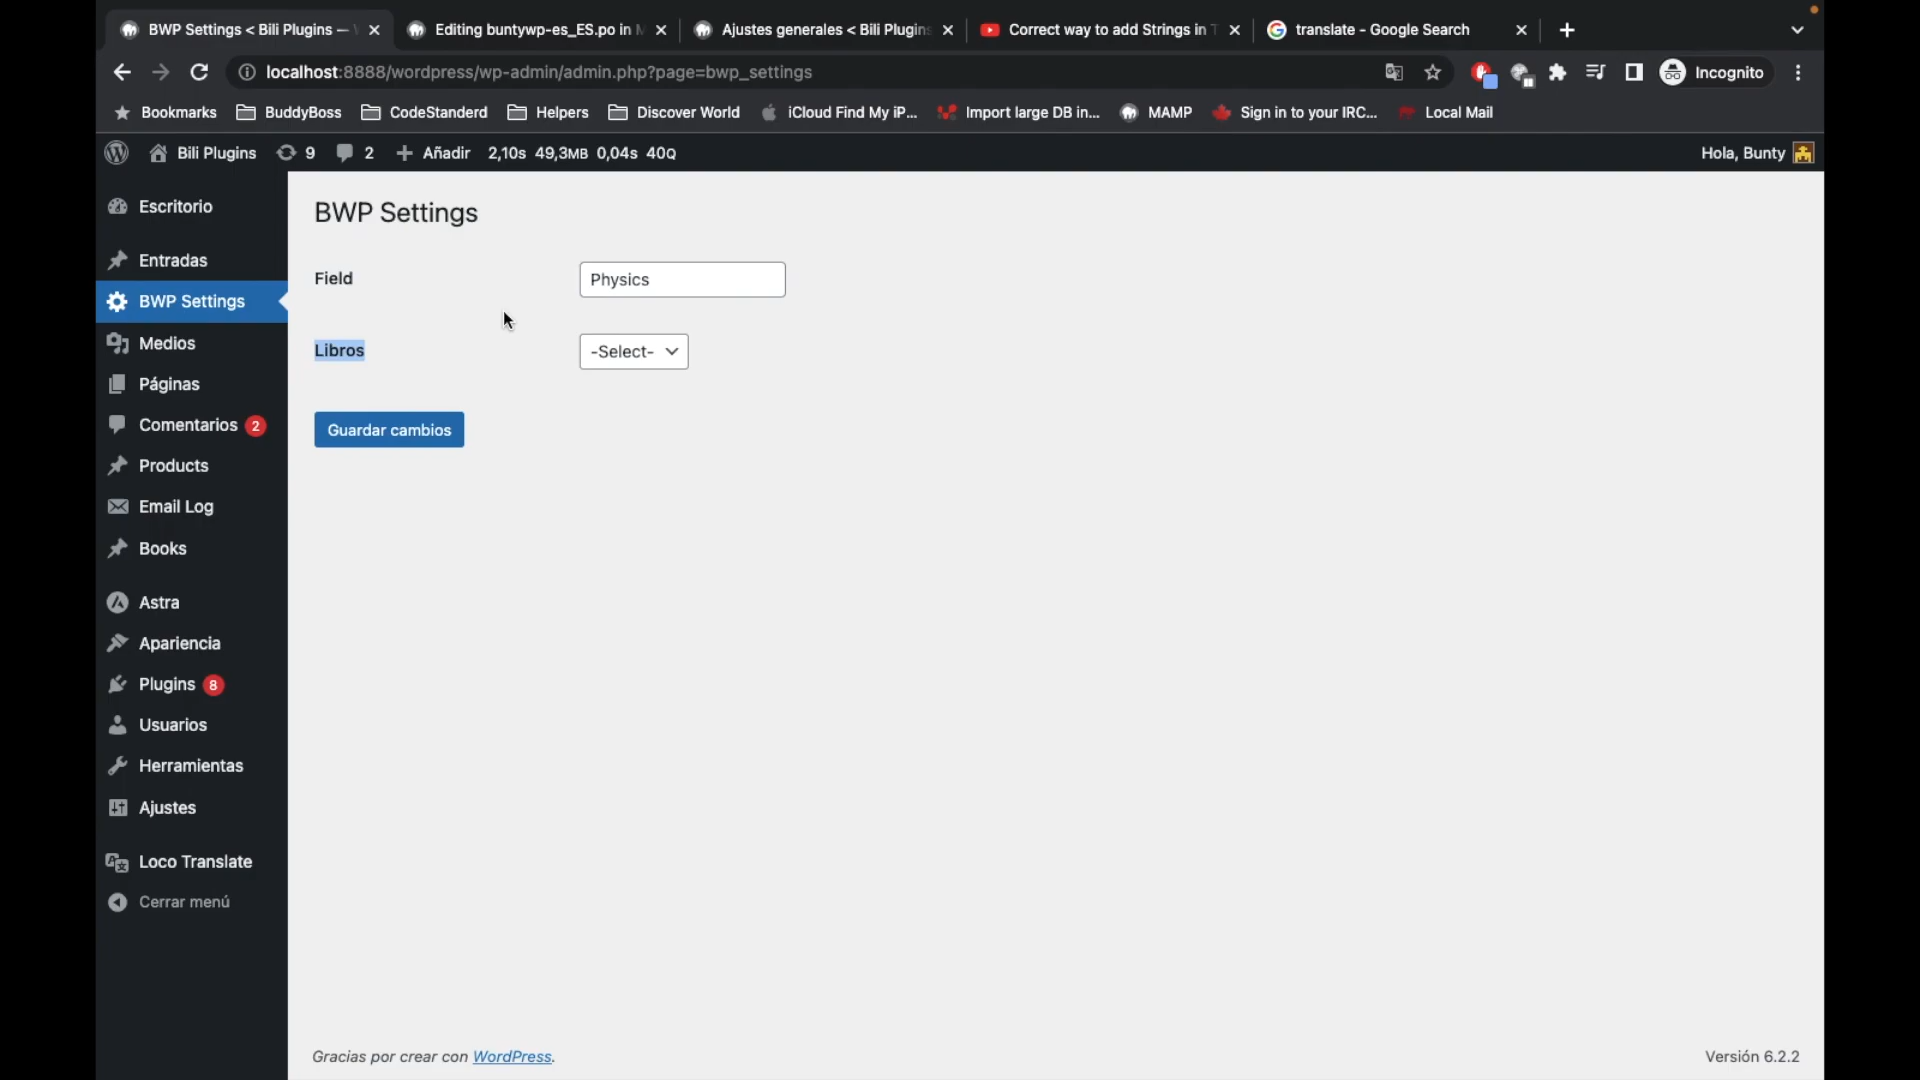 BWP Settings < Bili Plugins —
Editing buntywp-es_ES.po in
Ajustes generales < Bili Plugins
Correct way to add Strings in T
translate - Google Search
localhost:8888/wordpress/wp-admin/admin.php?page=bwp_settings
Incognito
Bookmarks
BuddyBoss
CodeStanderd
Helpers
Discover World
iCloud Find My iP...
Import large DB in...
MAMP
Sign in to your IRC...
Local Mail
Bili Plugins
9
2
Añadir
2,10s 49,3MB 0,04s 40Q
Hola, Bunty
Escritorio
Entradas
BWP Settings
Medios
Páginas
Comentarios 2
Products
Email Log
Books
Astra
Apariencia
Plugins 8
Usuarios
Herramientas
Ajustes
Loco Translate
Cerrar menú
BWP Settings
Field
Physics
Libros
-Select-
Guardar cambios
Gracias por crear con WordPress.
Versión 6.2.2